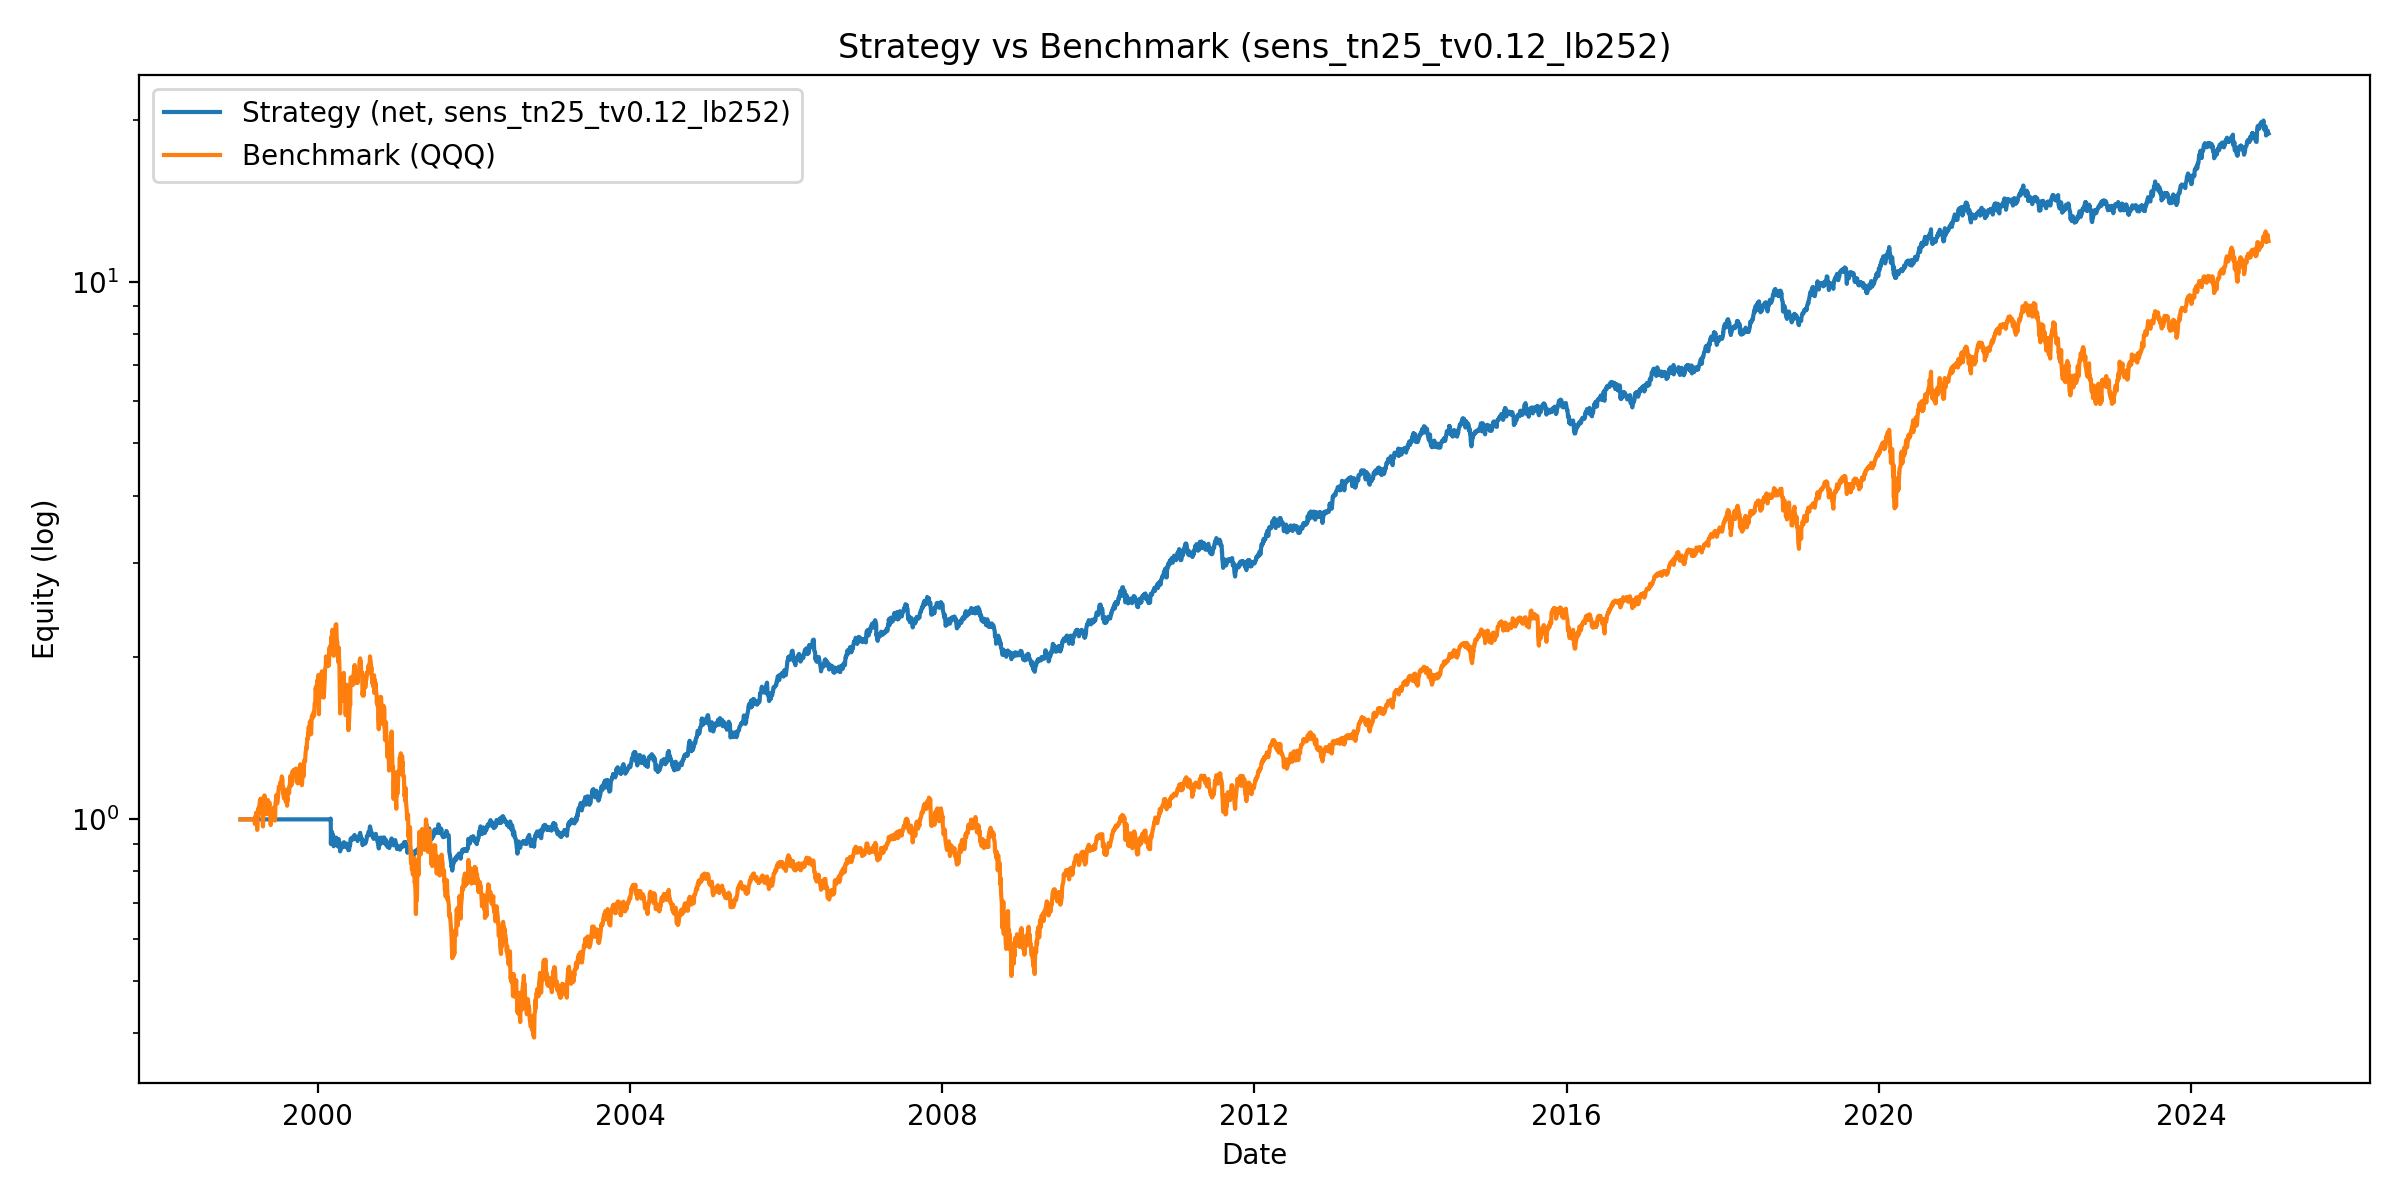 Strategy vs Benchmark (sens_tn25_tv0.12_lb252)
Strategy (net, sens_tn25_tv0.12_lb252)
Benchmark (QQQ)
Equity (log)
10¹
10⁰
2000 2004 2008 2012 2016 2020 2024
Date